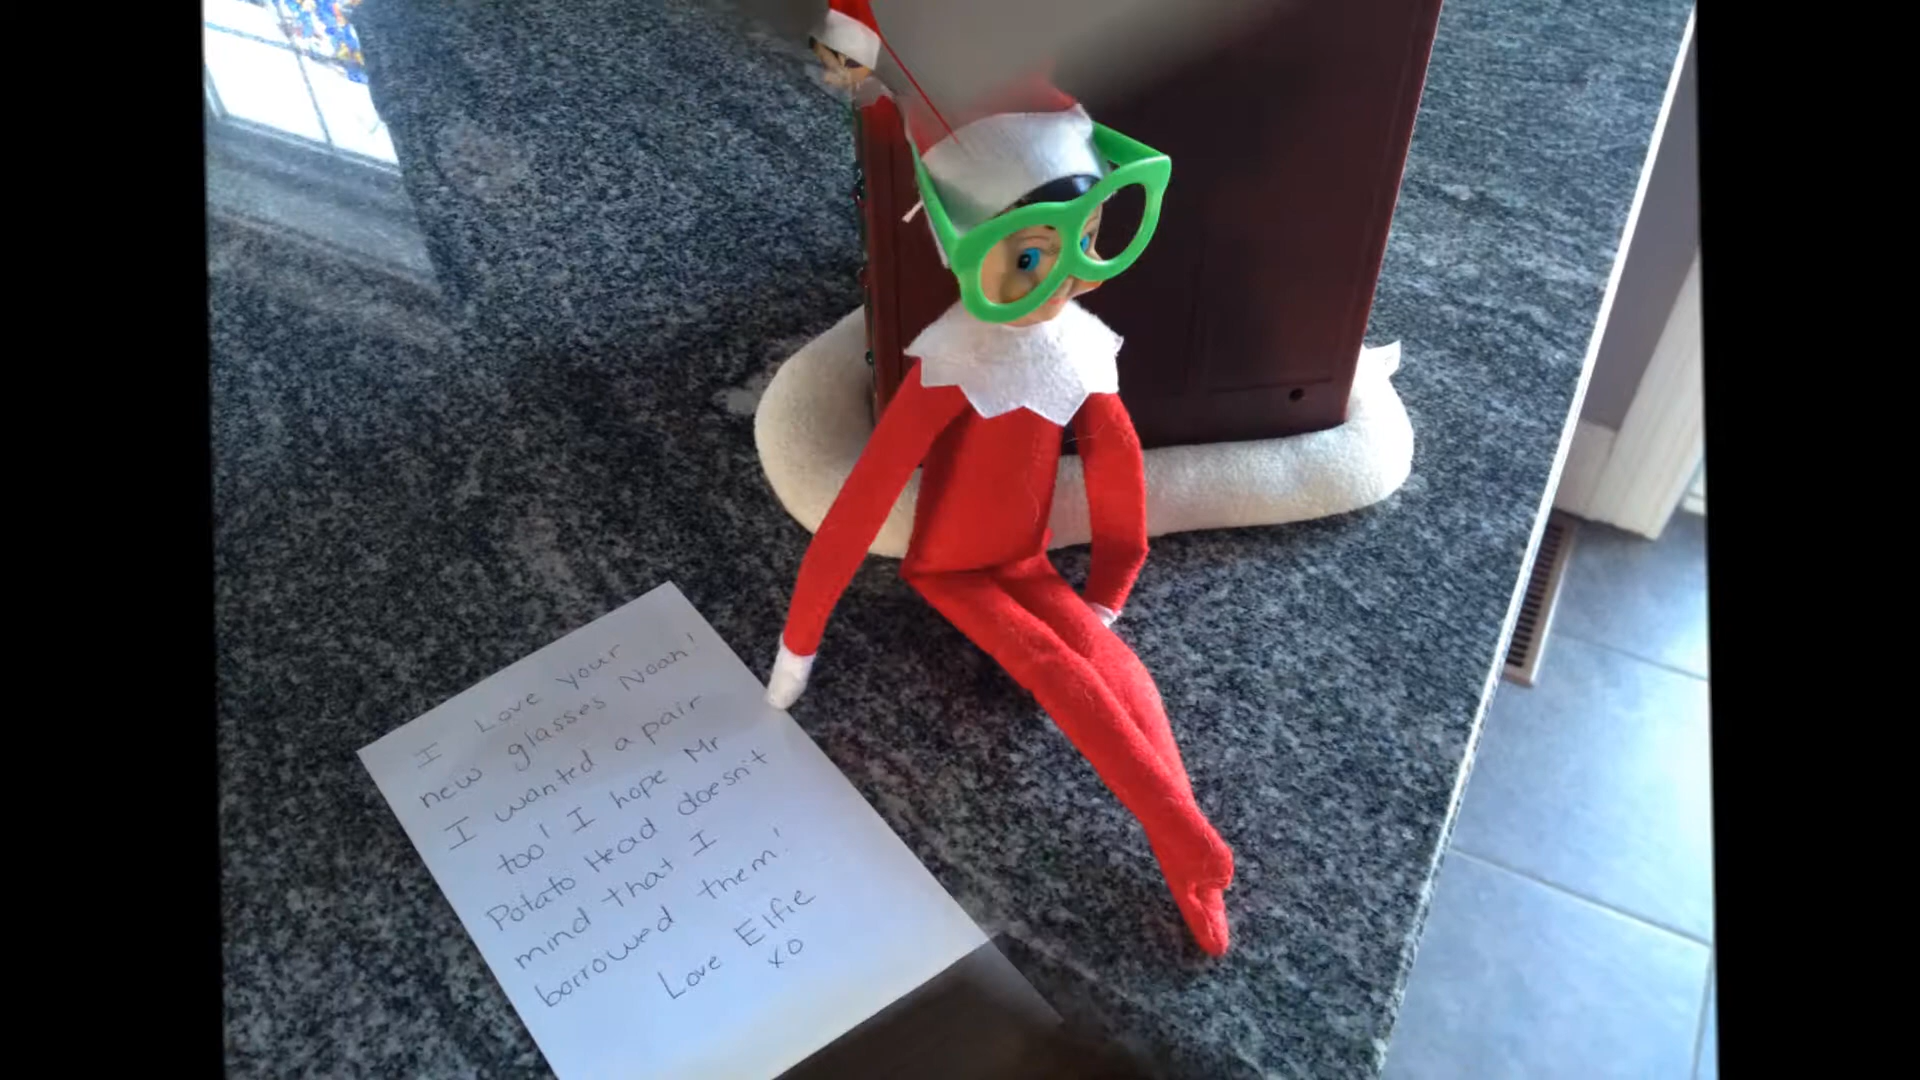 I Love your
new glasses Noah!
I wanted a pair
too! I hope Mr
Potato Head doesn't
mind that I
borrowed them!
Love Elfie
xo